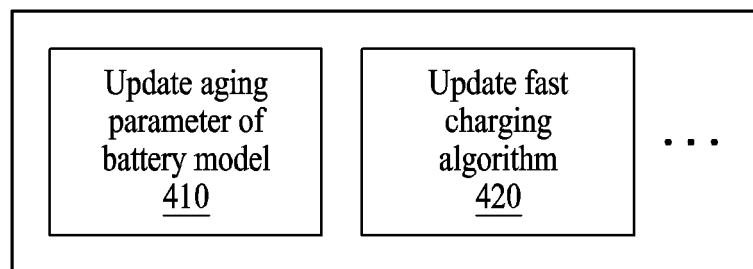 Update aging
parameter of
battery model
410
Update fast
charging
algorithm
420
...